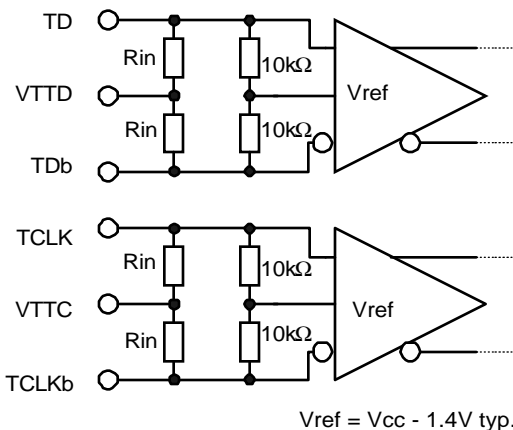 TD
Rin
10kΩ
VTTD
Vref
Rin
10kΩ
TDb
TCLK
Rin
10kΩ
VTTC
Vref
Rin
10kΩ
TCLKb
Vref = Vcc - 1.4V typ.